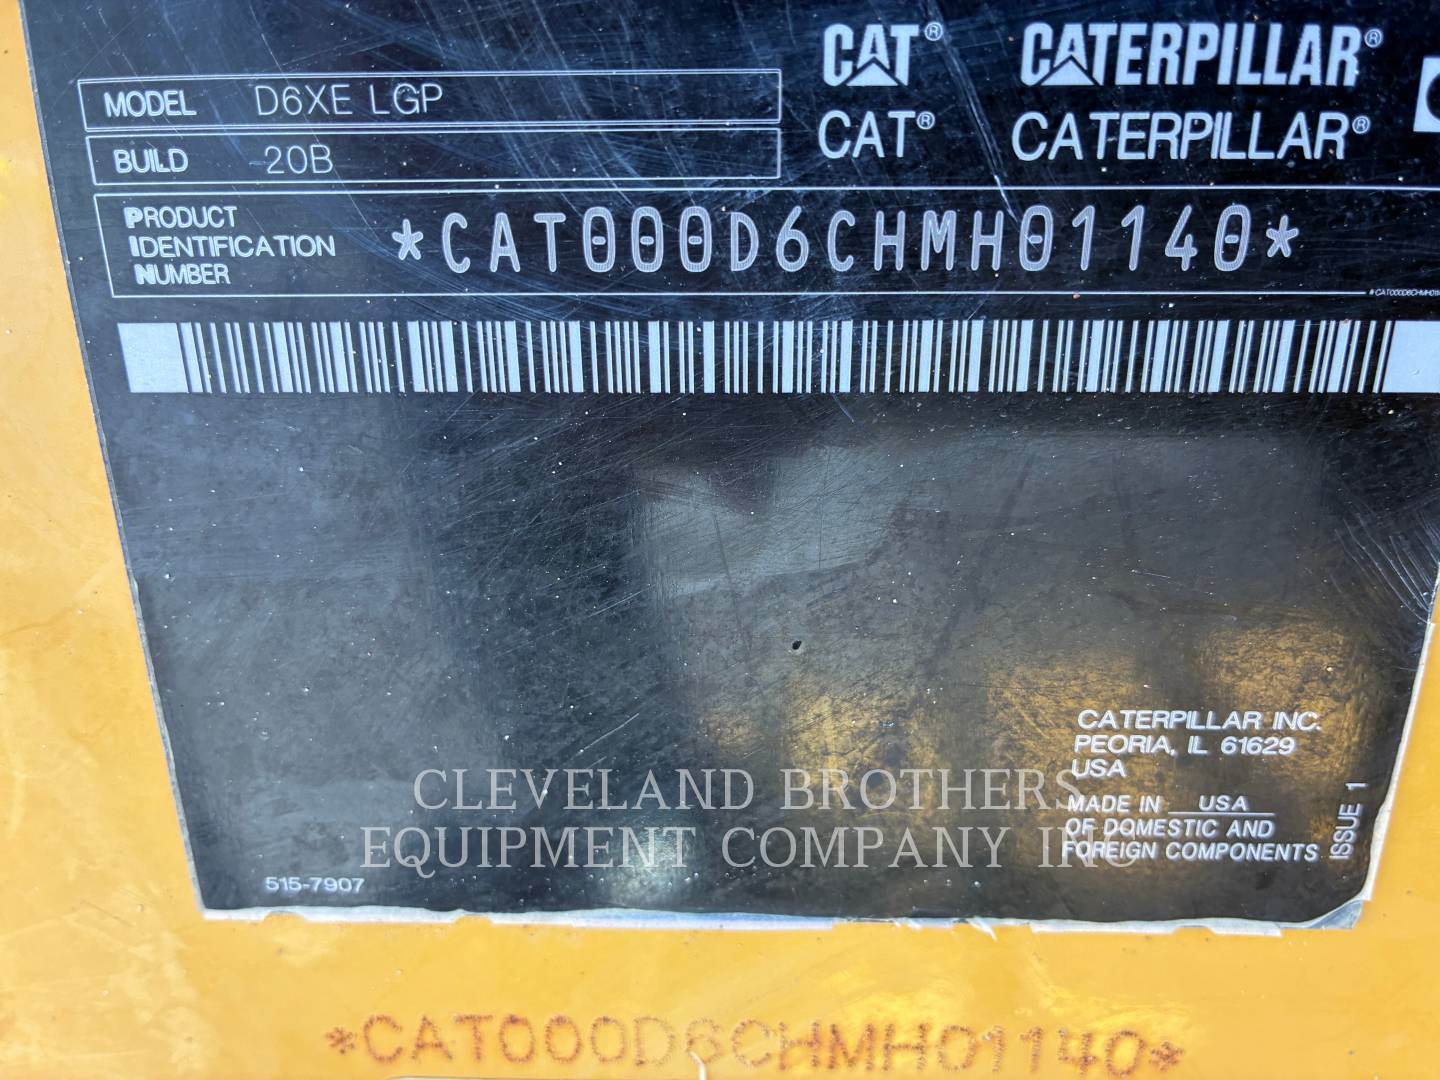 CAT® CATERPILLAR®
CAT® CATERPILLAR®
MODEL D6XE LGP
BUILD 20B
PRODUCT
IDENTIFICATION
NUMBER
*CAT000D6CHMH01140*
CATERPILLAR INC.
PEORIA, IL 61629
USA
MADE IN USA
OF DOMESTIC AND
FOREIGN COMPONENTS
ISSUE 1
515-7907
CLEVELAND BROTHERS
EQUIPMENT COMPANY INC
*CAT000D6CHMH01140*